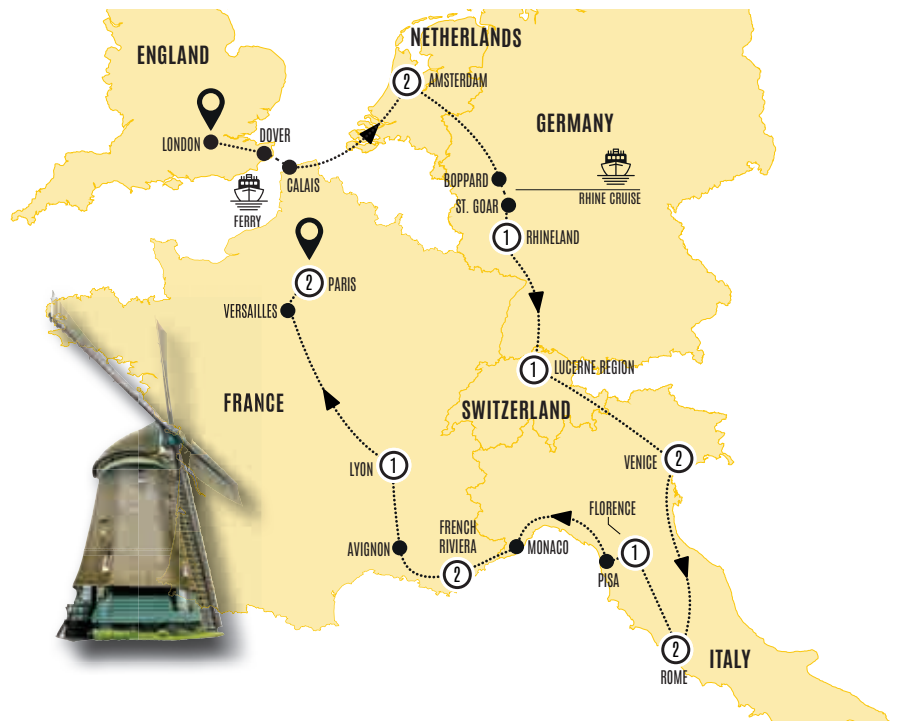 ENGLAND
NETHERLANDS
2 AMSTERDAM
GERMANY
LONDON
DOVER
CALAIS
FERRY
BOPPARD
ST. GOAR
RHINE CRUISE
1 RHINELAND
2 PARIS
VERSAILLES
1 LUCERNE REGION
FRANCE
SWITZERLAND
LYON 1
VENICE 2
FLORENCE
1
FRENCH
RIVIERA
2
AVIGNON
MONACO
PISA
2
ROME
ITALY